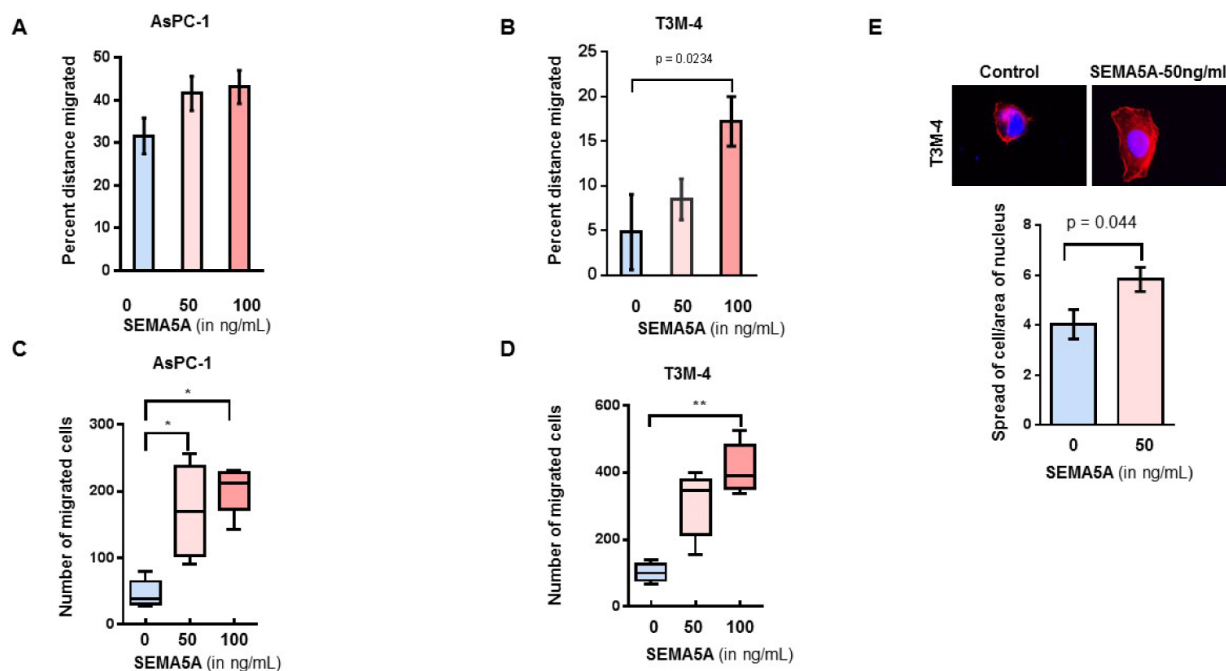 A
AsPC-1
Percent distance migrated
50
40
30
20
10
0
0 50 100
SEMA5A (in ng/mL)
B
T3M-4
Percent distance migrated
25
20
15
10
5
0
p = 0.0234
0 50 100
SEMA5A (in ng/mL)
C
AsPC-1
Number of migrated cells
300
200
100
0
*
*
0 50 100
SEMA5A (in ng/mL)
D
T3M-4
Number of migrated cells
600
400
200
0
**
0 50 100
SEMA5A (in ng/mL)
E
Control SEMA5A-50ng/ml
T3M-4
Spread of cell/area of nucleus
8
6
4
2
0
p = 0.044
0 50
SEMA5A (in ng/mL)